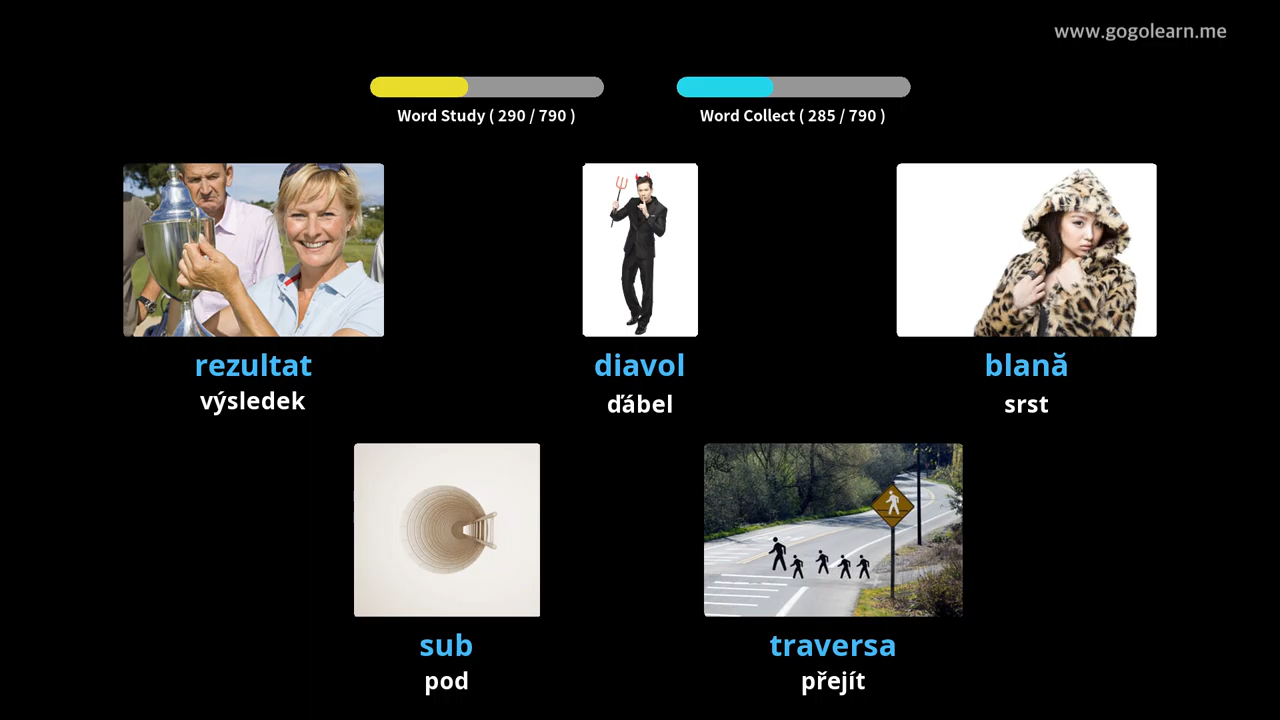 www.gogolearn.me
Word Study ( 290 / 790 )
Word Collect ( 285 / 790 )
rezultat
výsledek
diavol
ďábel
blană
srst
sub
pod
traversa
přejít